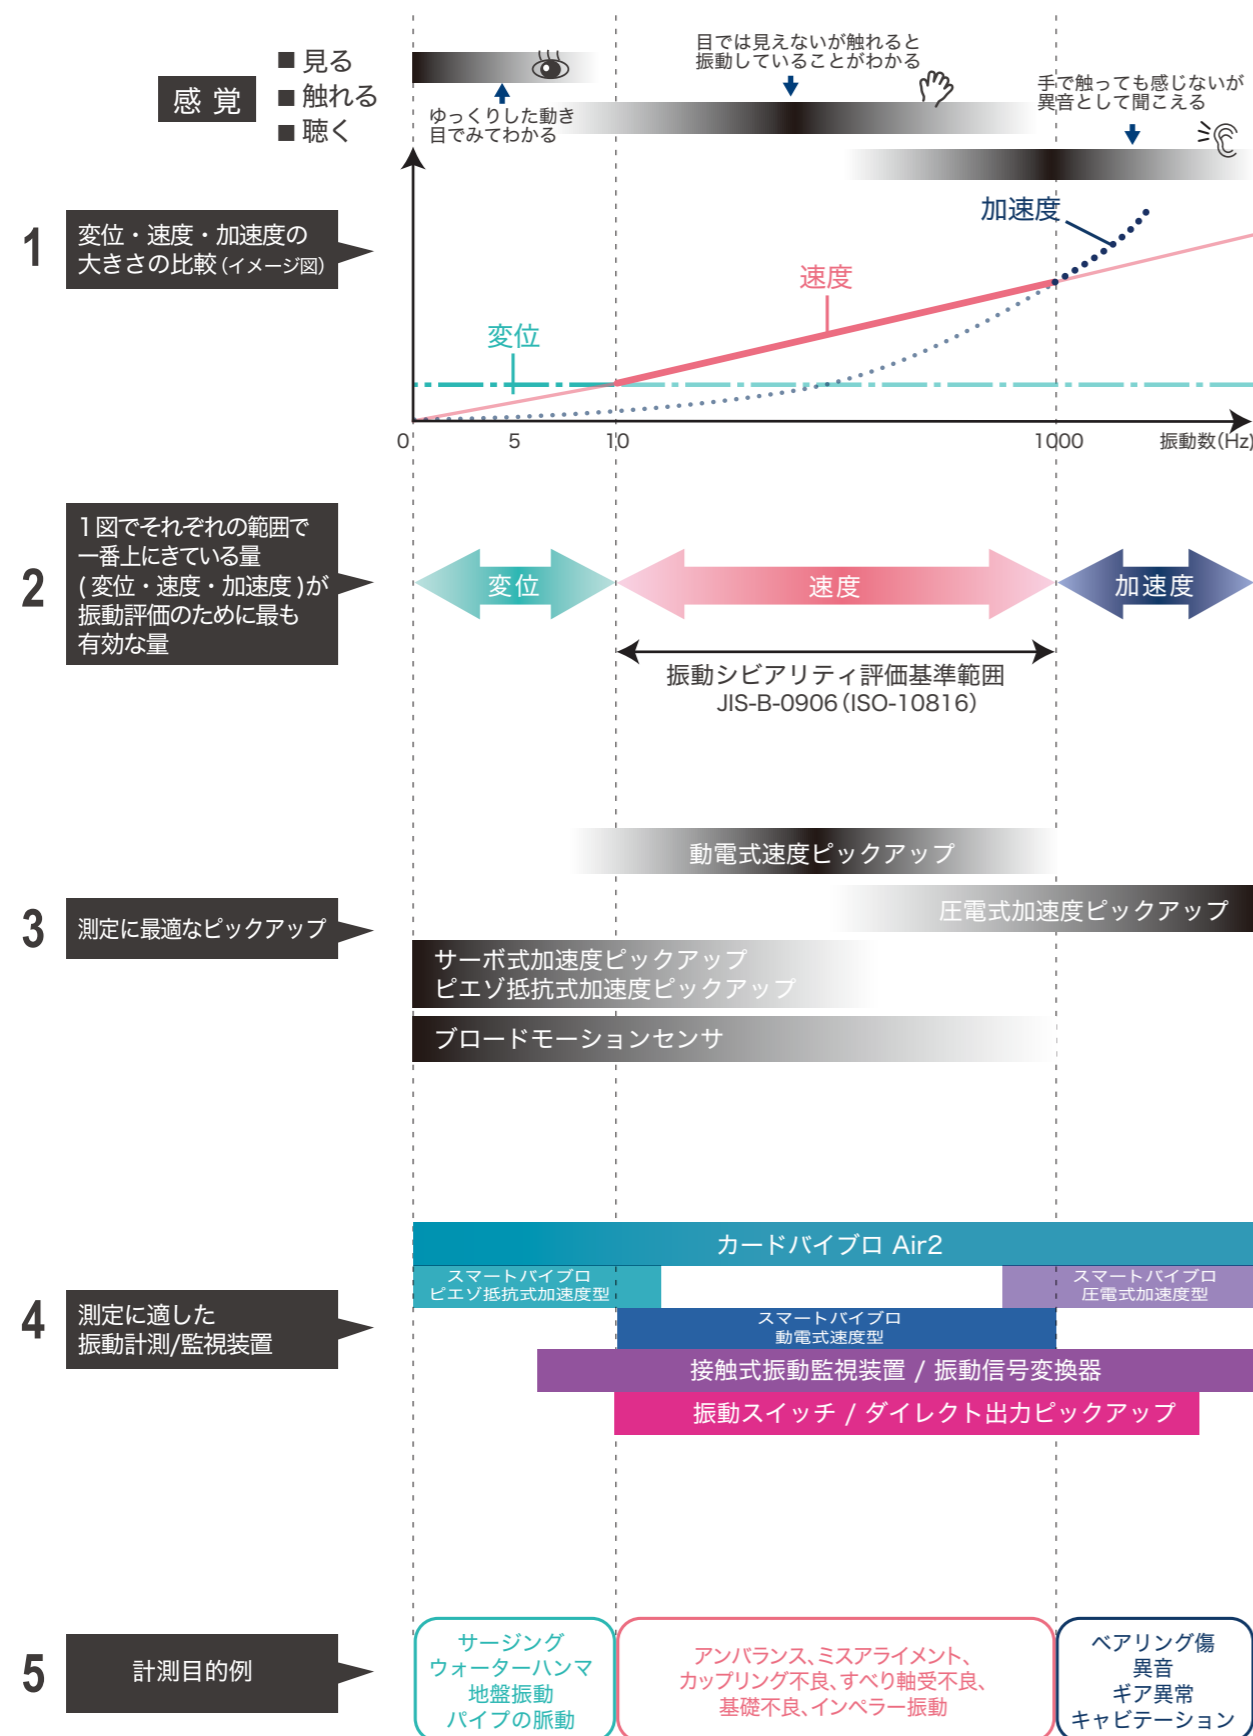 感覚
■ 見る
■ 触れる
■ 聴く
ゆっくりした動き
目でみてわかる
目では見えないが触れると
振動していることがわかる
手で触っても感じないが
異音として聞こえる
1
変位・速度・加速度の
大きさの比較(イメージ図)
変位
速度
加速度
0
5
10
1000
振動数(Hz)
2
1図でそれぞれの範囲で
一番上にきている量
(変位・速度・加速度)が
振動評価のために最も
有効な量
変位
速度
加速度
振動シビアリティ評価基準範囲
JIS-B-0906(ISO-10816)
3
測定に最適なピックアップ
動電式速度ピックアップ
圧電式加速度ピックアップ
サーボ式加速度ピックアップ
ピエゾ抵抗式加速度ピックアップ
ブロードモーションセンサ
4
測定に適した
振動計測/監視装置
カードバイブロ Air2
スマートバイブロ
ピエゾ抵抗式加速度型
スマートバイブロ
圧電式加速度型
スマートバイブロ
動電式速度型
接触式振動監視装置 / 振動信号変換器
振動スイッチ / ダイレクト出力ピックアップ
5
計測目的例
サージング
ウォーターハンマ
地盤振動
パイプの脈動
アンバランス、ミスアライメント、
カップリング不良、すべり軸受不良、
基礎不良、インペラー振動
ベアリング傷
異音
ギア異常
キャビテーション